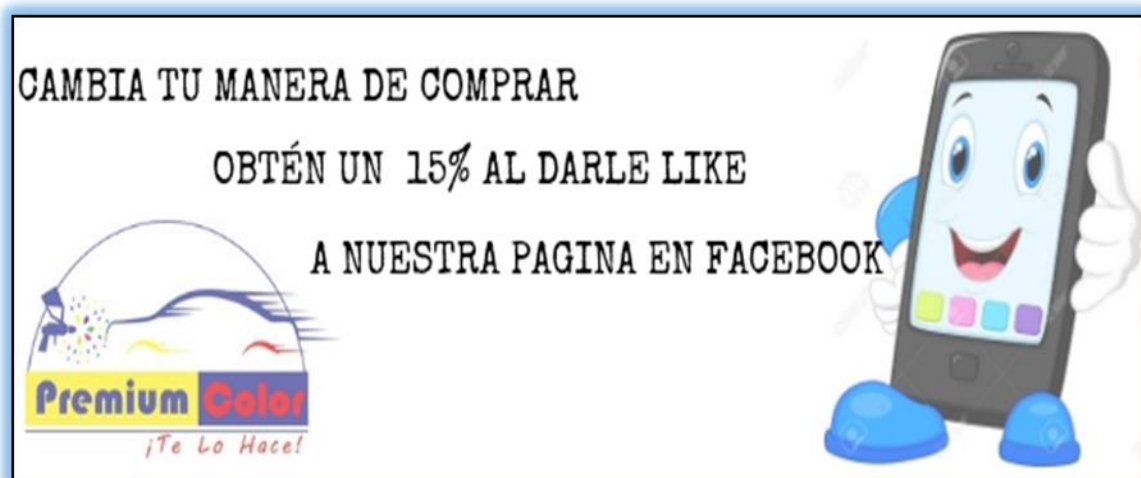 CAMBIA TU MANERA DE COMPRAR
OBTÉN UN 15% AL DARLE LIKE
A NUESTRA PAGINA EN FACEBOOK
Premium Color
¡Te Lo Hace!